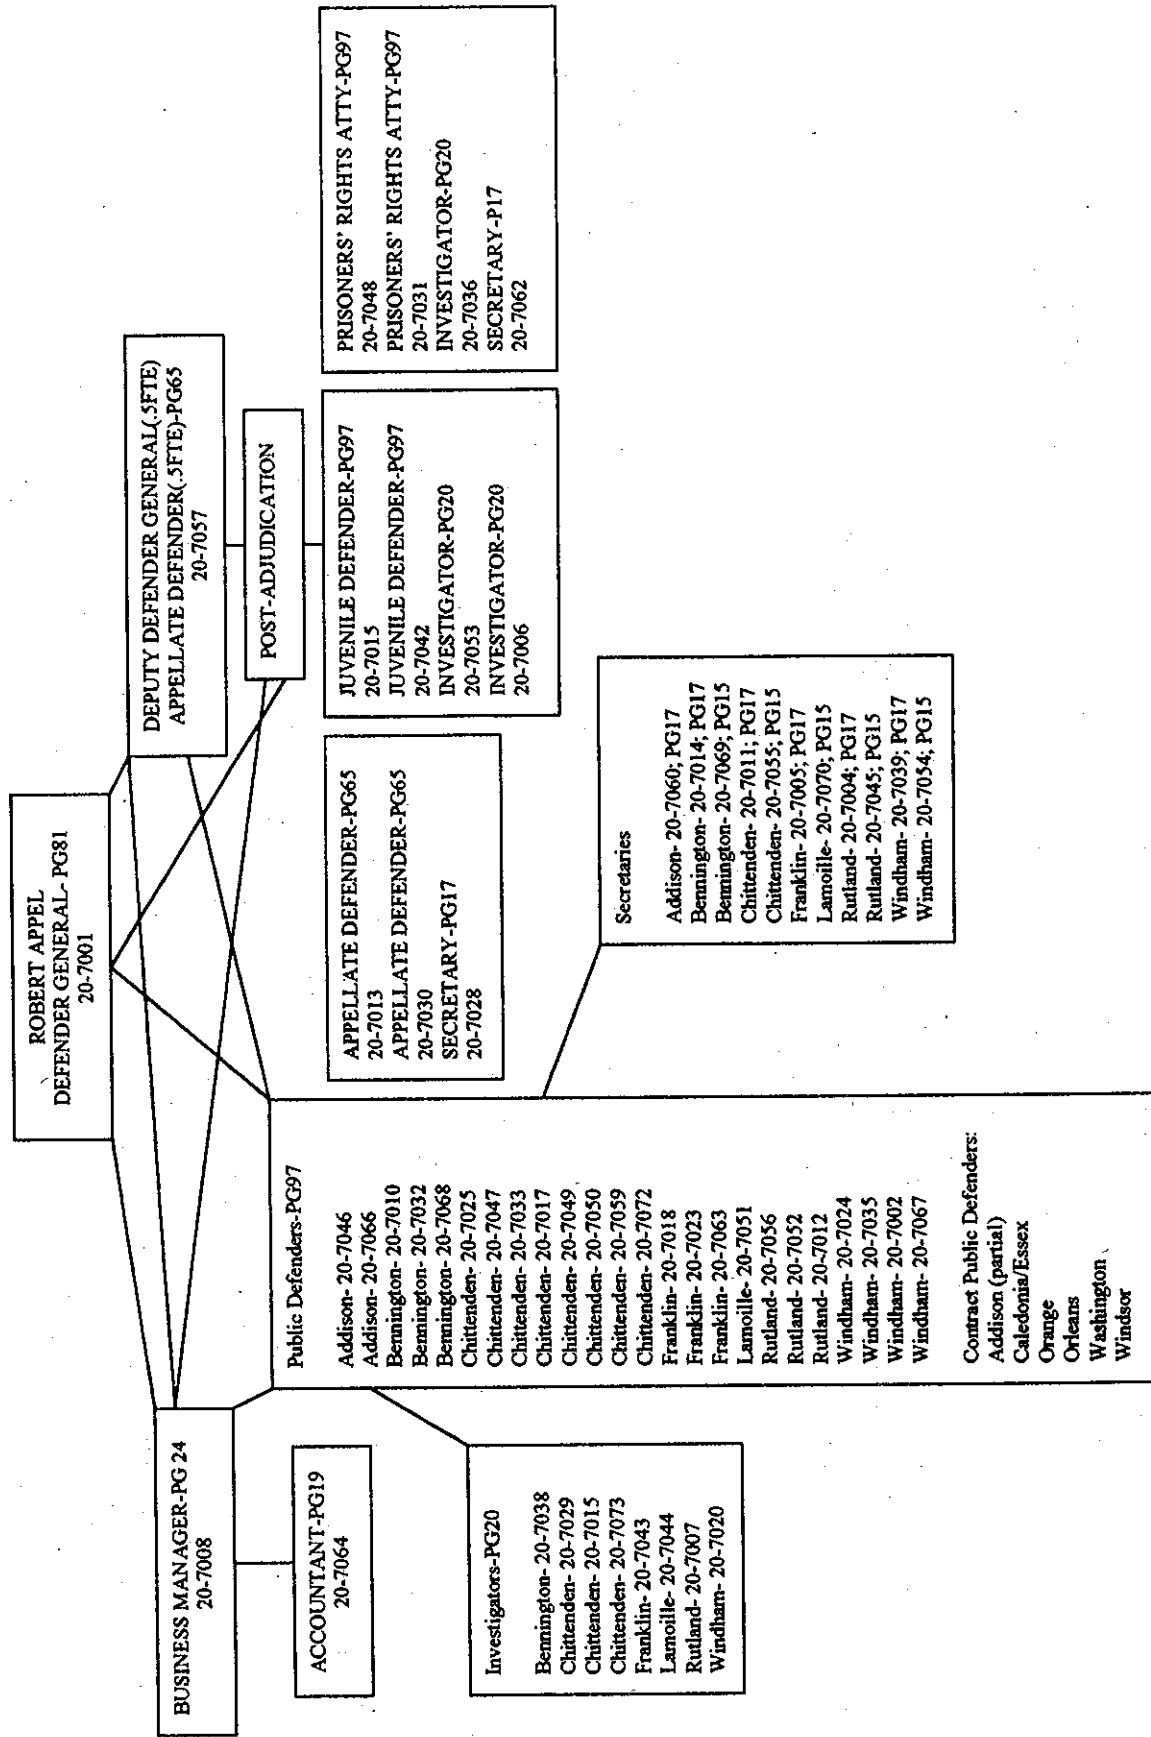 ROBERT APPEL
DEFENDER GENERAL- PG81
20-7001
BUSINESS MANAGER-PG 24
20-7008
DEPUTY DEFENDER GENERAL(.5FTE)
APPELLATE DEFENDER(.5FTE)-PG65
20-7057
ACCOUNTANT-PG19
20-7064
POST-ADJUDICATION
Public Defenders-PG97
Addison- 20-7046
Addison- 20-7066
Bennington- 20-7010
Bennington- 20-7032
Bennington- 20-7068
Chittenden- 20-7025
Chittenden- 20-7047
Chittenden- 20-7033
Chittenden- 20-7017
Chittenden- 20-7049
Chittenden- 20-7050
Chittenden- 20-7059
Chittenden- 20-7072
Franklin- 20-7018
Franklin- 20-7023
Franklin- 20-7063
Lamoille- 20-7051
Rutland- 20-7056
Rutland- 20-7052
Rutland- 20-7012
Windham- 20-7024
Windham- 20-7035
Windham- 20-7002
Windham- 20-7067
Contract Public Defenders:
Addison (partial)
Caledonia/Essex
Orange
Orleans
Washington
Windsor
APPELLATE DEFENDER-PG65
20-7013
APPELLATE DEFENDER-PG65
20-7030
SECRETARY-PG17
20-7028
JUVENILE DEFENDER-PG97
20-7015
JUVENILE DEFENDER-PG97
20-7042
INVESTIGATOR-PG20
20-7053
INVESTIGATOR-PG20
20-7006
PRISONERS' RIGHTS ATTY-PG97
20-7048
PRISONERS' RIGHTS ATTY-PG97
20-7031
INVESTIGATOR-PG20
20-7036
SECRETARY-P17
20-7062
Investigators-PG20
Bennington- 20-7038
Chittenden- 20-7029
Chittenden- 20-7015
Chittenden- 20-7073
Franklin- 20-7043
Lamoille- 20-7044
Rutland- 20-7007
Windham- 20-7020
Secretaries
Addison- 20-7060; PG17
Bennington- 20-7014; PG17
Bennington- 20-7069; PG15
Chittenden- 20-7011; PG17
Chittenden- 20-7055; PG15
Franklin- 20-7005; PG17
Lamoille- 20-7070; PG15
Rutland- 20-7004; PG17
Rutland- 20-7045; PG15
Windham- 20-7039; PG17
Windham- 20-7054; PG15